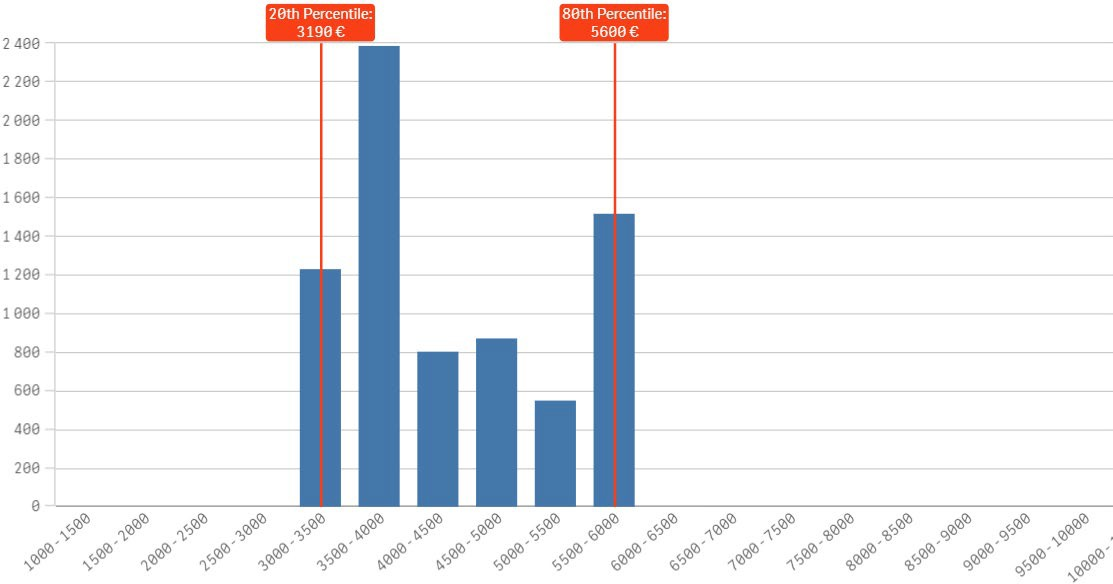 20th Percentile:
3190 €
80th Percentile:
5600 €
2 400
2 200
2 000
1 800
1 600
1 400
1 200
1 000
800
600
400
200
0
1000 - 1500
1500 - 2000
2000 - 2500
2500 - 3000
3000 - 3500
3500 - 4000
4000 - 4500
4500 - 5000
5000 - 5500
5500 - 6000
6000 - 6500
6500 - 7000
7000 - 7500
7500 - 8000
8000 - 8500
8500 - 9000
9000 - 9500
9500 - 10000
10000 -